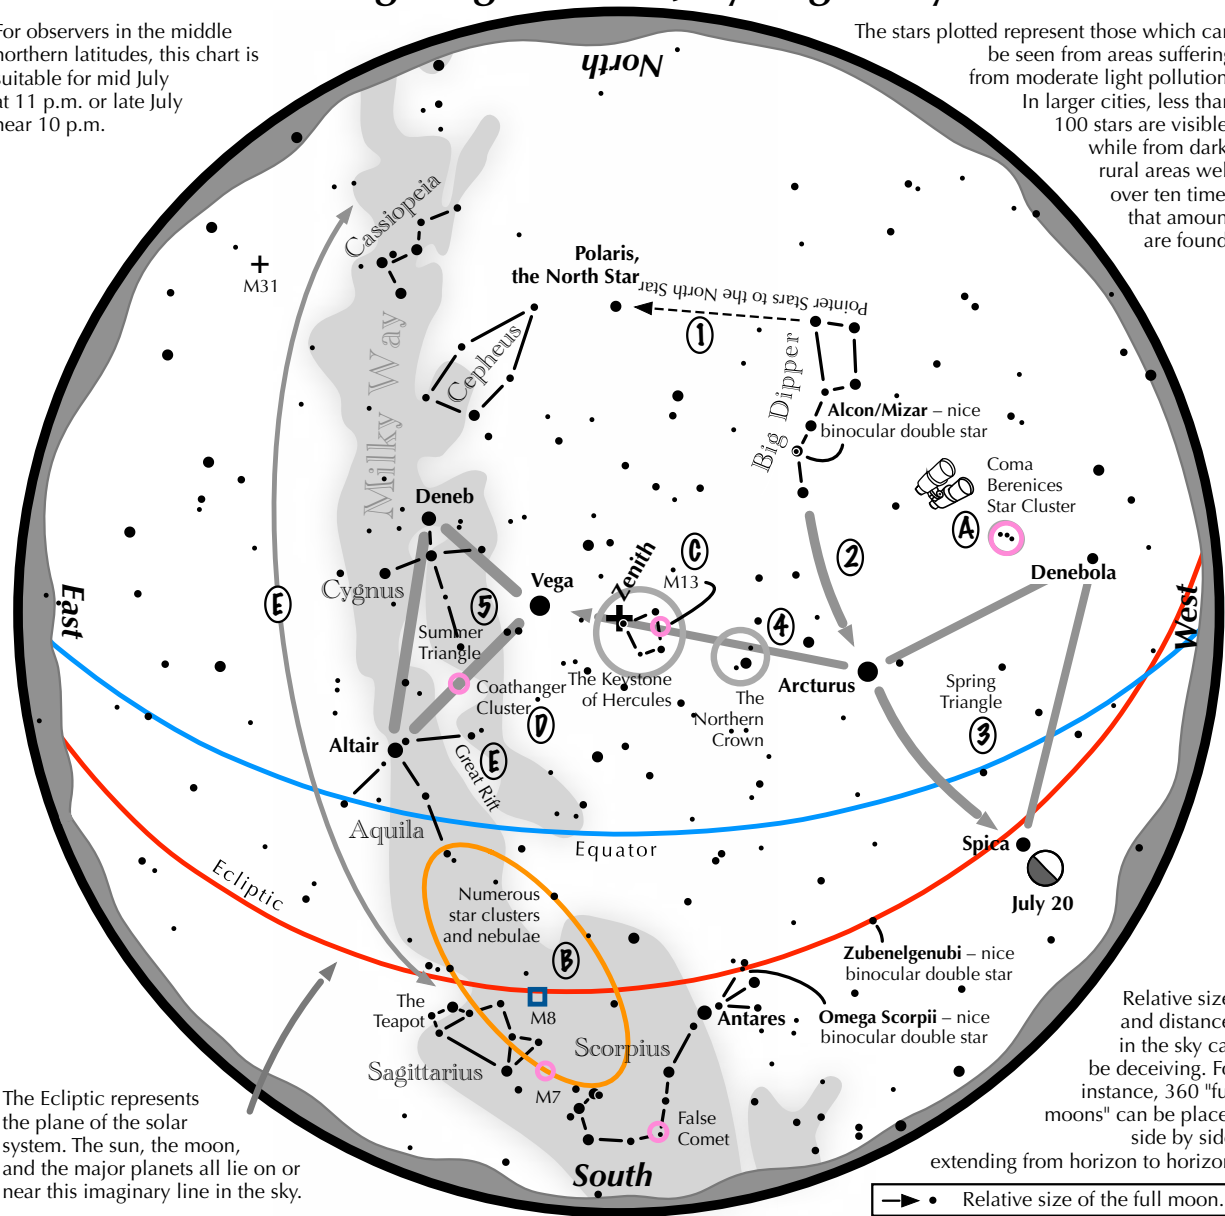 For observers in the middle
northern latitudes, this chart is
suitable for mid July
at 11 p.m. or late July
near 10 p.m.
The stars plotted represent those which can
be seen from areas suffering
from moderate light pollution
In larger cities, less than
100 stars are visible
while from dark
rural areas well
over ten time
that amoun
are found
North
Cassiopeia
M31
Polaris,
the North Star
Pointer Stars to the North Star
1
Milky Way
Cepheus
Big Dipper
Alcon/Mizar – nice
binocular double star
Coma
Berenices
Star Cluster
A
Deneb
2
Denebola
Zenith
C
M13
Vega
Cygnus
5
4
E
East
West
Summer
Triangle
The Keystone
of Hercules
Coathanger
Cluster
D
The
Northern
Crown
Arcturus
Spring
Triangle
3
Altair
E
Great Rift
Aquila
Equator
Spica
July 20
Ecliptic
Numerous
star clusters
and nebulae
B
Zubenelgenubi – nice
binocular double star
The
Teapot
M8
Antares
Omega Scorpii – nice
binocular double star
Scorpius
Sagittarius
M7
False
Comet
South
The Ecliptic represents
the plane of the solar
system. The sun, the moon,
and the major planets all lie on or
near this imaginary line in the sky.
Relative size
and distance
in the sky ca
be deceiving. Fo
instance, 360 "fu
moons" can be place
side by side
extending from horizon to horizon
Relative size of the full moon.